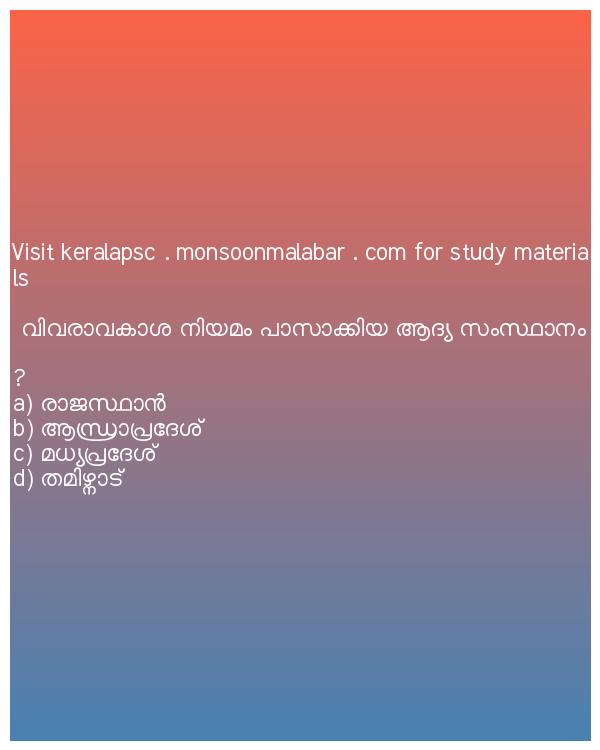 Visit keralapsc . monsoonmalabar . com for study materia
ls
വിവരാവകാശ നിയമം പാസാക്കിയ ആദ്യ സംസ്ഥാനം
?
a) രാജസ്ഥാൻ
b) ആന്ധ്രാപ്രദേശ്
c) മധ്യപ്രദേശ്
d) തമിഴ്നാട്